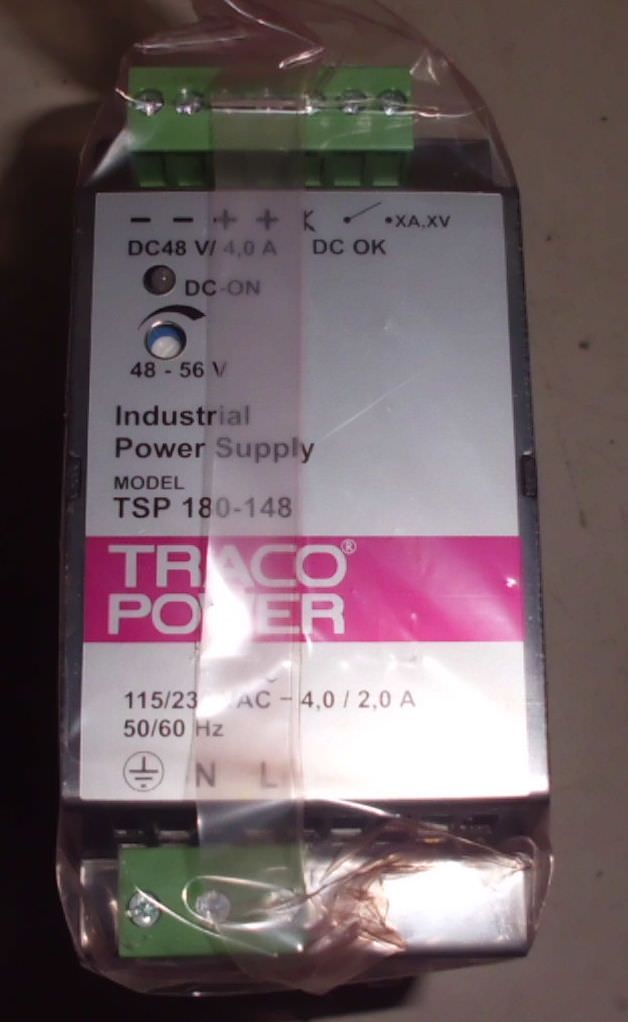 − − + + •XA,XV
DC48 V/ 4,0 A DC OK
DC-ON
48 - 56 V
Industrial
Power Supply
MODEL
TSP 180-148
TRACO®
POWER
115/23 AC − 4,0 / 2,0 A
50/60 Hz
N L